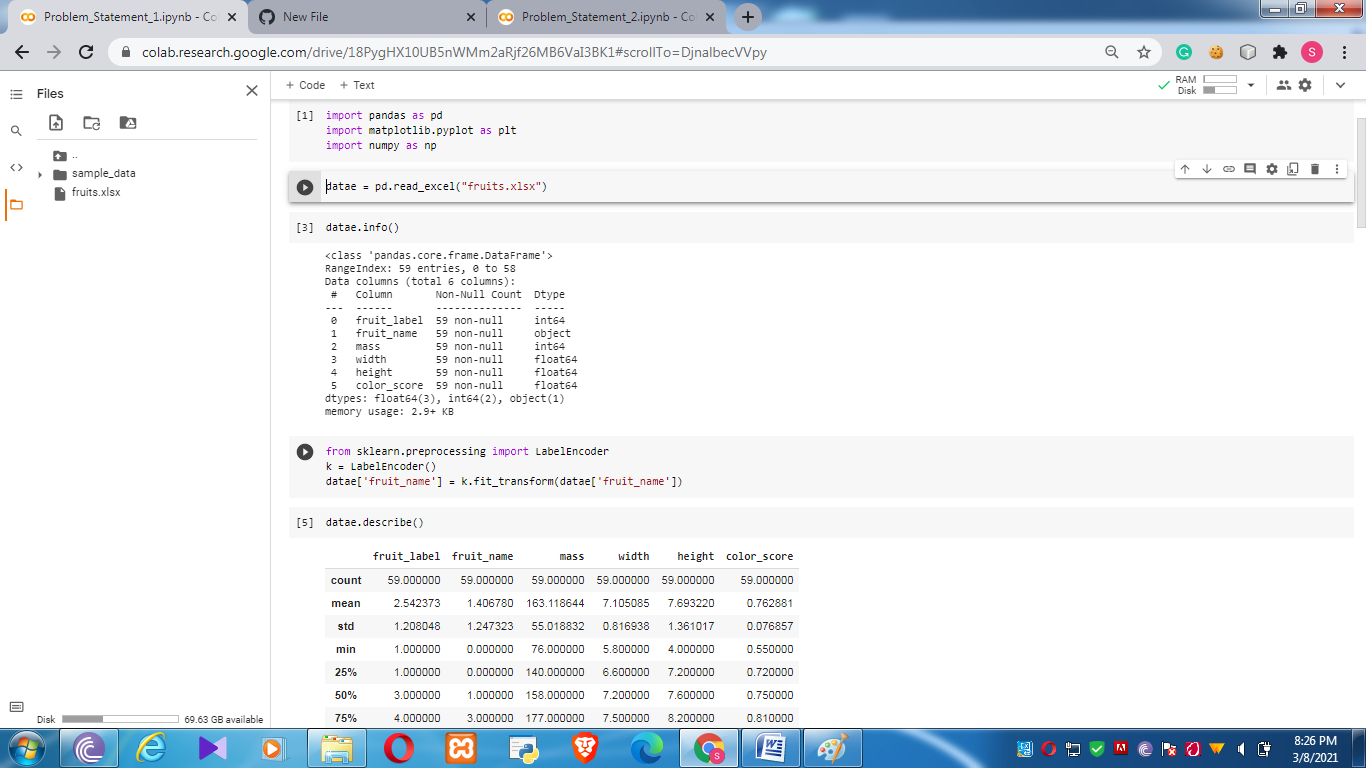 Problem_Statement_1.ipynb - Col
New File
Problem_Statement_2.ipynb - Col
colab.research.google.com/drive/18PygHX10UB5nWMm2aRjf26MB6VaI3BK1#scrollTo=DjnalbecVVpy
S
Files
+ Code + Text
RAM
Disk
..
sample_data
fruits.xlsx
[1] import pandas as pd
import matplotlib.pyplot as plt
import numpy as np
datae = pd.read_excel("fruits.xlsx")
[3] datae.info()
<class 'pandas.core.frame.DataFrame'>
RangeIndex: 59 entries, 0 to 58
Data columns (total 6 columns):
# Column Non-Null Count Dtype
--- ------ -------------- -----
0 fruit_label 59 non-null int64
1 fruit_name 59 non-null object
2 mass 59 non-null int64
3 width 59 non-null float64
4 height 59 non-null float64
5 color_score 59 non-null float64
dtypes: float64(3), int64(2), object(1)
memory usage: 2.9+ KB
from sklearn.preprocessing import LabelEncoder
k = LabelEncoder()
datae['fruit_name'] = k.fit_transform(datae['fruit_name'])
[5] datae.describe()
fruit_label fruit_name mass width height color_score
count 59.000000 59.000000 59.000000 59.000000 59.000000 59.000000
mean 2.542373 1.406780 163.118644 7.105085 7.693220 0.762881
std 1.208048 1.247323 55.018832 0.816938 1.361017 0.076857
min 1.000000 0.000000 76.000000 5.800000 4.000000 0.550000
25% 1.000000 0.000000 140.000000 6.600000 7.200000 0.720000
50% 3.000000 1.000000 158.000000 7.200000 7.600000 0.750000
75% 4.000000 3.000000 177.000000 7.500000 8.200000 0.810000
Disk 69.63 GB available
8:26 PM
3/8/2021